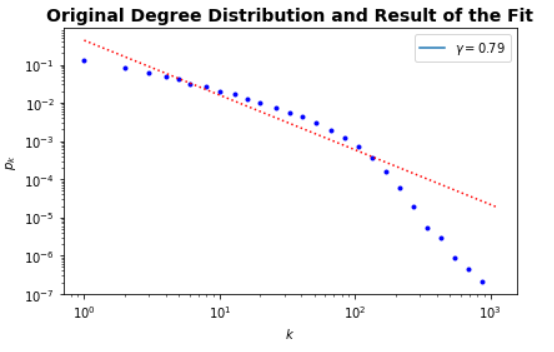 Original Degree Distribution and Result of the Fit
γ = 0.79
10⁻¹
10⁻²
10⁻³
10⁻⁴
10⁻⁵
10⁻⁶
10⁻⁷
pₖ
10⁰ 10¹ 10² 10³
k